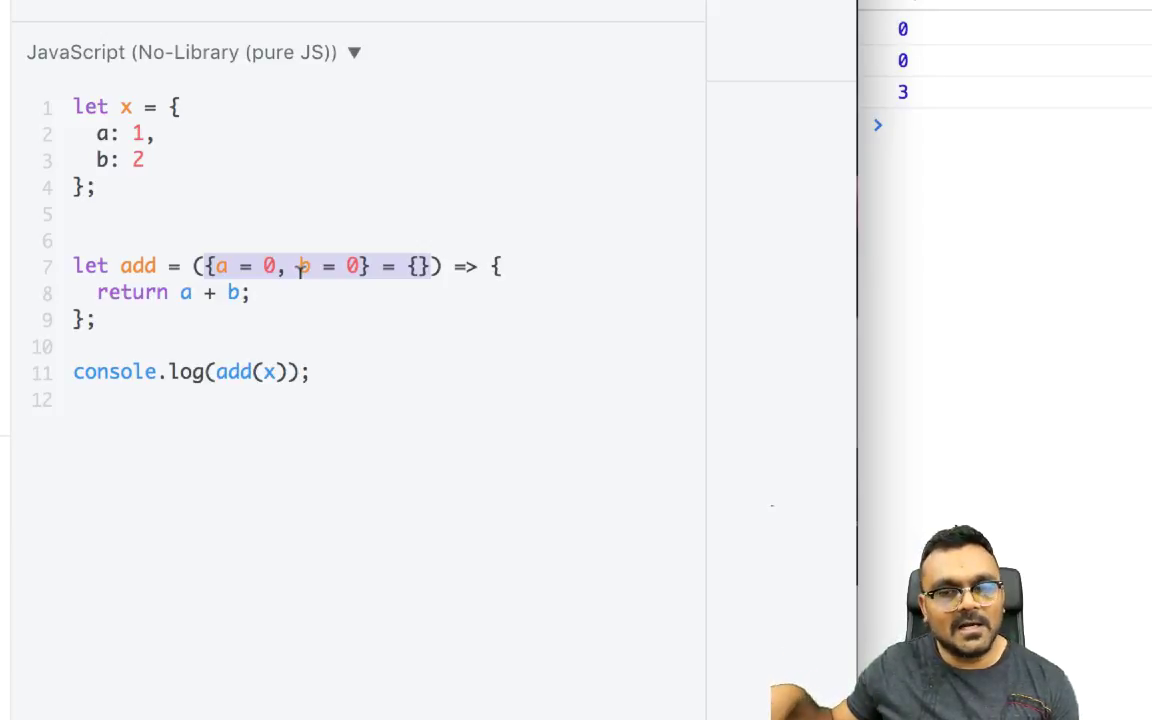 JavaScript (No-Library (pure JS)) ▼
1 let x = {
2 a: 1,
3 b: 2
4 };
5
6
7 let add = ({a = 0, b = 0} = {}) => {
8 return a + b;
9 };
10
11 console.log(add(x));
12
0
0
3
>